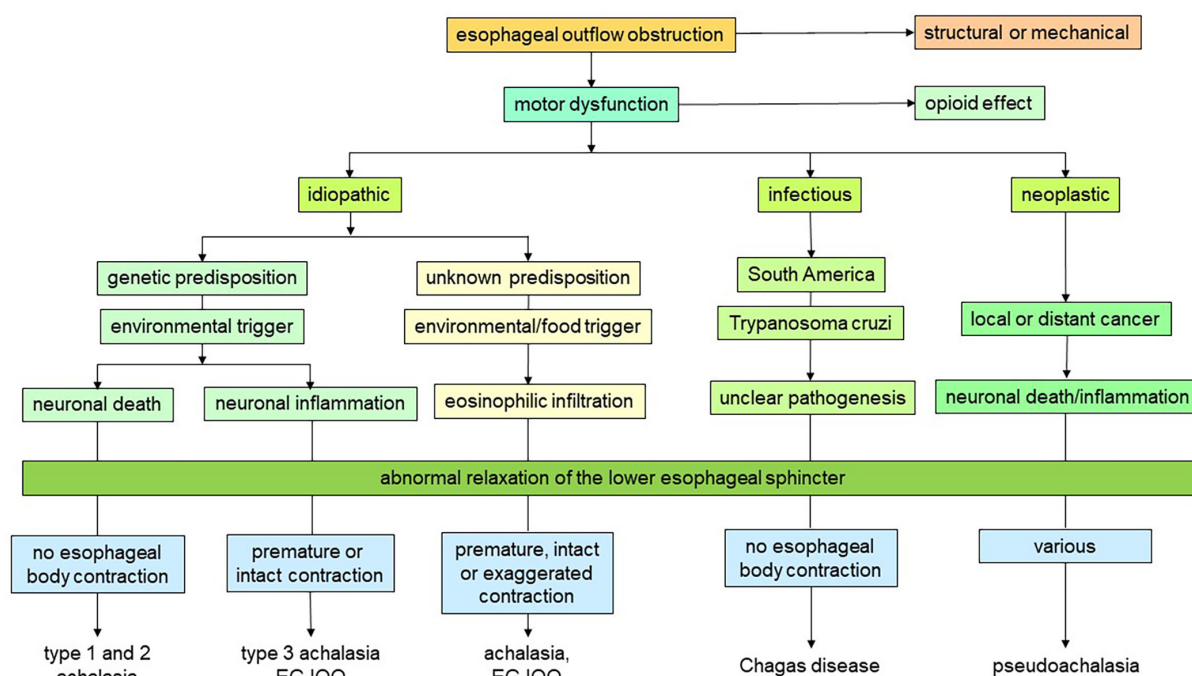 esophageal outflow obstruction
structural or mechanical
motor dysfunction
opioid effect
idiopathic
infectious
neoplastic
genetic predisposition
unknown predisposition
South America
environmental trigger
environmental/food trigger
Trypanosoma cruzi
local or distant cancer
neuronal death
neuronal inflammation
eosinophilic infiltration
unclear pathogenesis
neuronal death/inflammation
abnormal relaxation of the lower esophageal sphincter
no esophageal
body contraction
premature or
intact contraction
premature, intact
or exaggerated
contraction
no esophageal
body contraction
various
type 1 and 2
achalasia
type 3 achalasia
achalasia,
Chagas disease
pseudoachalasia